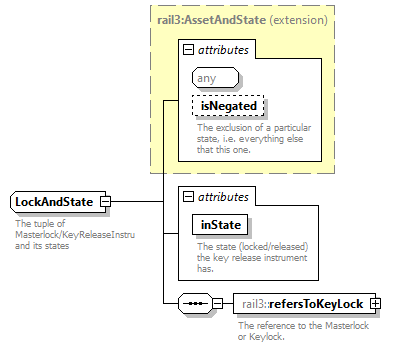 rail3:AssetAndState (extension)
attributes
any
isNegated
The exclusion of a particular
state, i.e. everything else
that this one.
LockAndState
The tuple of
Masterlock/KeyReleaseInstru
and its states
attributes
inState
The state (locked/released)
the key release instrument
has.
rail3::refersToKeyLock
The reference to the Masterlock
or Keylock.